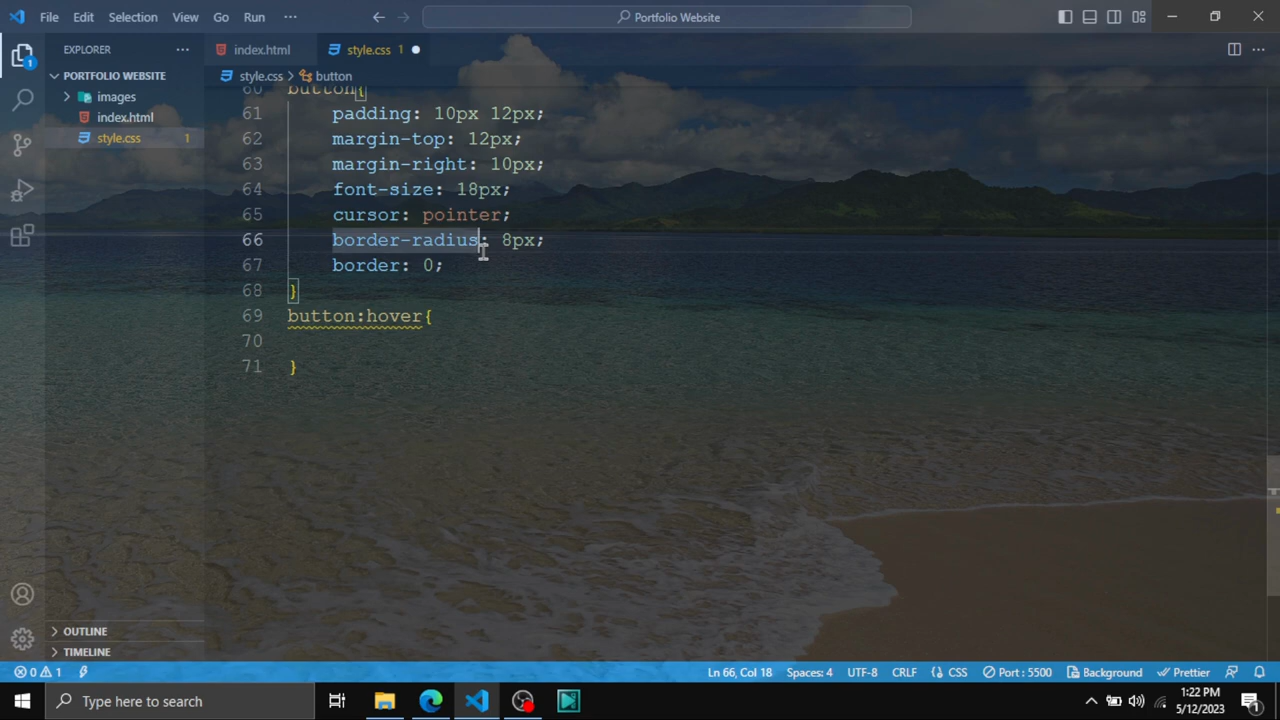 File Edit Selection View Go Run ··· Portfolio Website
EXPLORER ··· index.html style.css 1
PORTFOLIO WEBSITE style.css > button
images
index.html
style.css 1
60 button{
61 padding: 10px 12px;
62 margin-top: 12px;
63 margin-right: 10px;
64 font-size: 18px;
65 cursor: pointer;
66 border-radius: 8px;
67 border: 0;
68 }
69 button:hover{
70
71 }
1
OUTLINE
TIMELINE
0 1 Ln 66, Col 18 Spaces: 4 UTF-8 CRLF {} CSS Port : 5500 Background Prettier
Type here to search 1:22 PM
5/12/2023 1